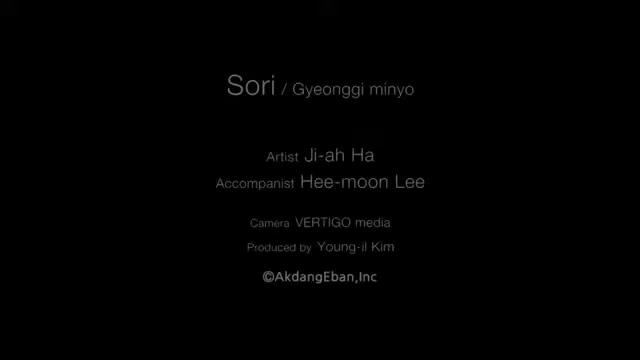 Sori / Gyeonggi minyo
Artist Ji-ah Ha
Accompanist Hee-moon Lee
Camera VERTIGO media
Produced by Young-il Kim
©AkdangEban,Inc